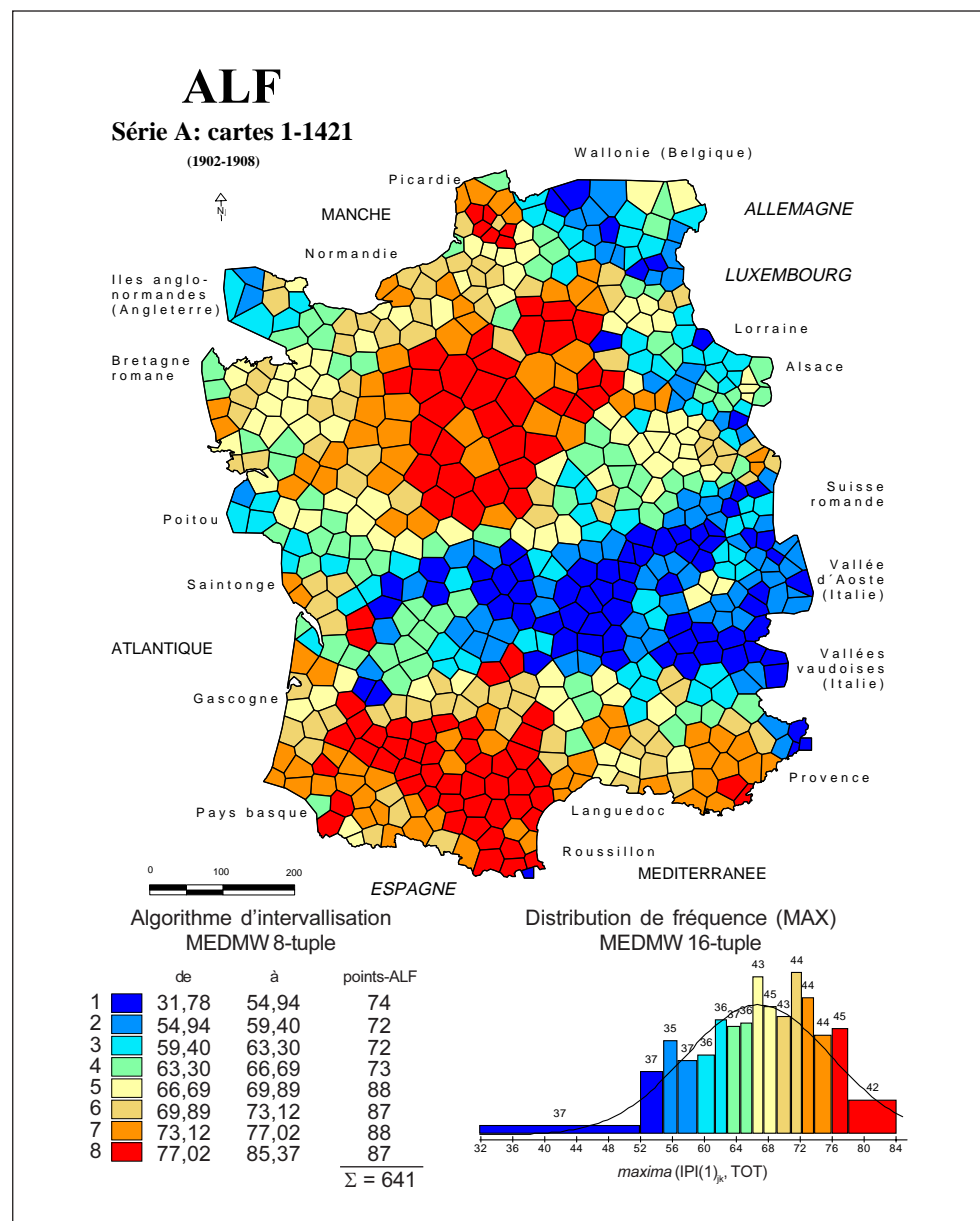 ALF
Série A: cartes 1-1421
(1902-1908)
N
Wallonie (Belgique)
Picardie
MANCHE
ALLEMAGNE
Normandie
LUXEMBOURG
Iles anglo-
normandes
(Angleterre)
Lorraine
Bretagne
romane
Alsace
Suisse
romande
Poitou
Vallée
d´Aoste
(Italie)
Saintonge
ATLANTIQUE
Vallées
vaudoises
(Italie)
Gascogne
Provence
Pays basque
Languedoc
Roussillon
MEDITERRANEE
ESPAGNE
0 100 200
Algorithme d'intervallisation
MEDMW 8-tuple
de à points-ALF
1 31,78 54,94 74
2 54,94 59,40 72
3 59,40 63,30 72
4 63,30 66,69 73
5 66,69 69,89 88
6 69,89 73,12 87
7 73,12 77,02 88
8 77,02 85,37 87
Σ = 641
Distribution de fréquence (MAX)
MEDMW 16-tuple
37 37 35 37 36 36 37 36 43 45 43 44 44 44 45 42
32 36 40 44 48 52 56 60 64 68 72 76 80 84
maxima (IPI(1)jk, TOT)